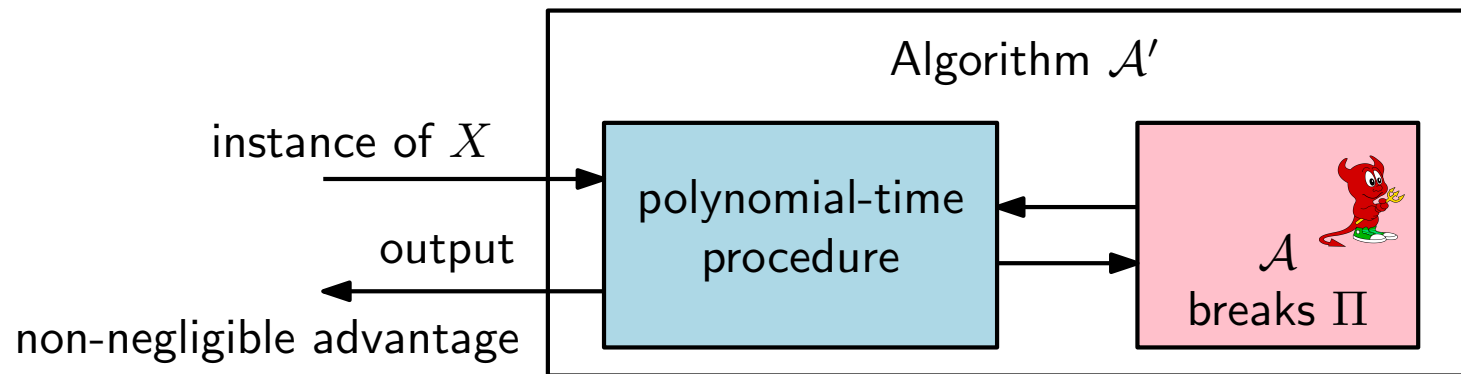 Algorithm 𝒜′
instance of X
polynomial-time
procedure
output
non-negligible advantage
𝒜
breaks Π